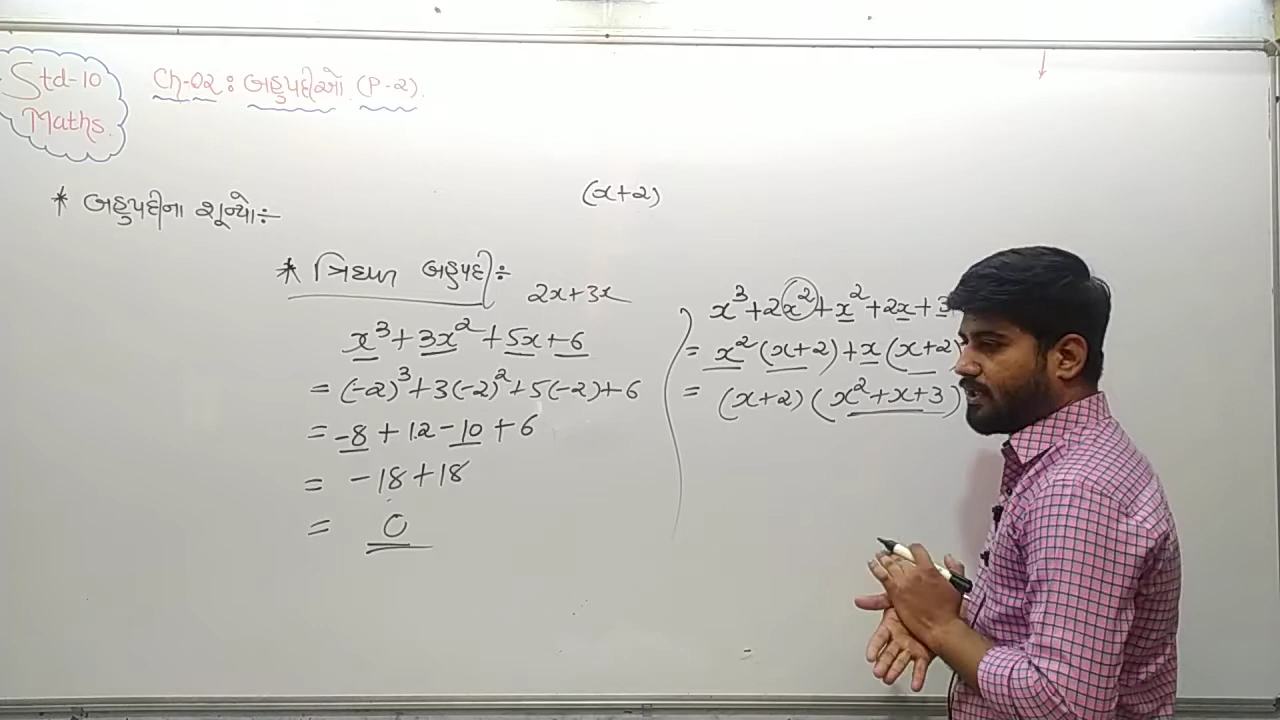 Std-10
Maths.
Ch-02 : બહુપદીઓ (P-2).
* બહુપદીના શૂન્યો ÷
(x+2)
* ત્રિઘાત બહુપદી ÷
2x+3x
x³ + 3x² + 5x + 6
= (-2)³ + 3(-2)² + 5(-2) + 6
= -8 + 12 - 10 + 6
= -18 + 18
= 0
x³ + 2x² + x² + 2x + 3
= x²(x+2) + x(x+2)
= (x+2)(x²+x+3)